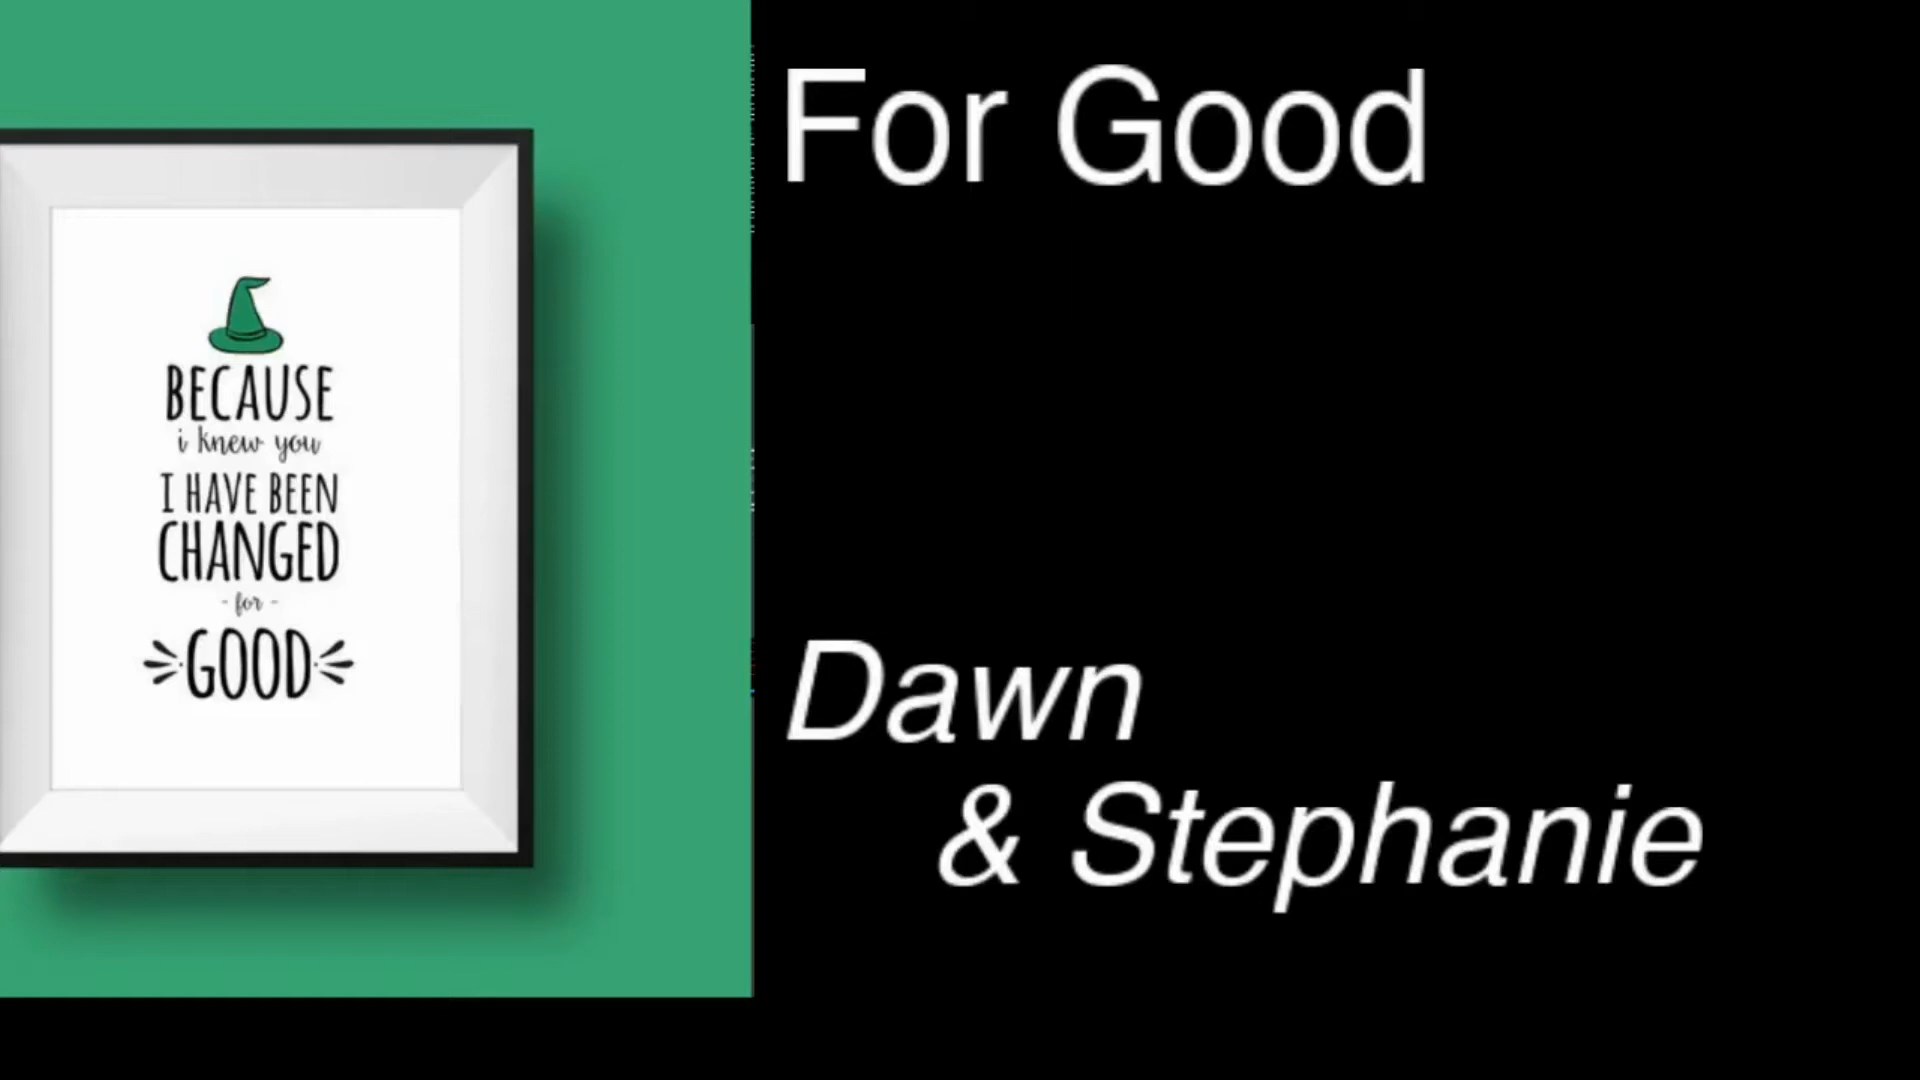 BECAUSE
i knew you
I HAVE BEEN
CHANGED
- for -
GOOD
For Good
Dawn
& Stephanie